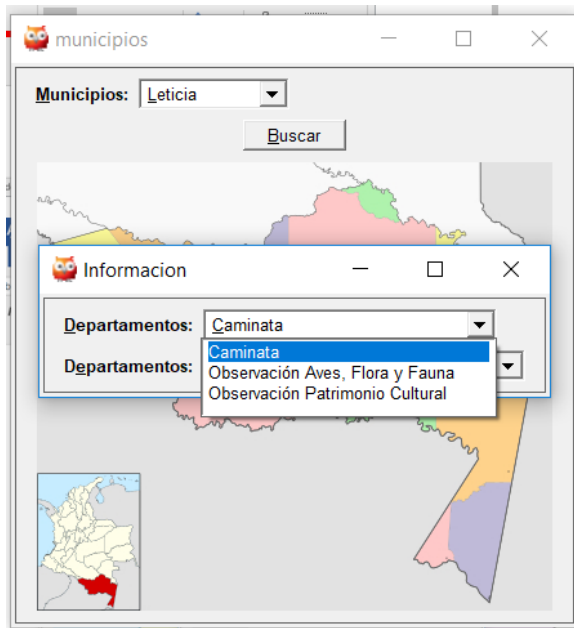 municipios
Municipios: Leticia
Buscar
Informacion
Departamentos: Caminata
Caminata
Departamentos:
Observación Aves, Flora y Fauna
Observación Patrimonio Cultural